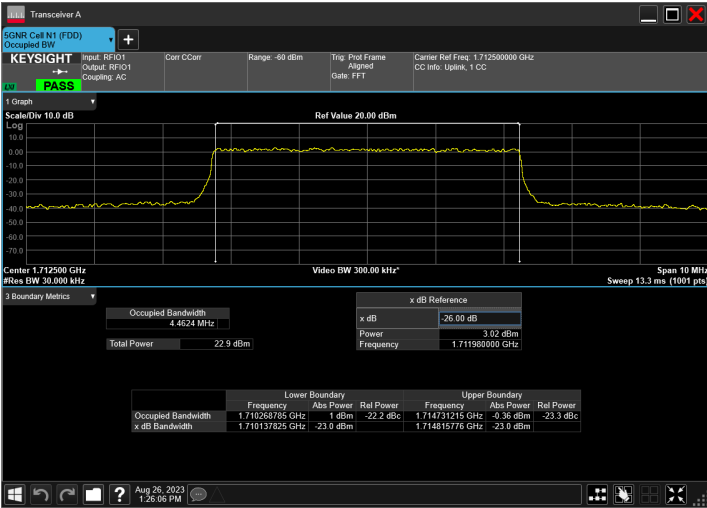 Transceiver A
5GNR Cell N1 (FDD)
Occupied BW
KEYSIGHT
LXI
PASS
Input: RFIO1
Output: RFIO1
Coupling: AC
Corr CCorr
Range: -60 dBm
Trig: Prot Frame
Aligned
Gate: FFT
Carrier Ref Freq: 1.712500000 GHz
CC Info: Uplink, 1 CC
1 Graph
Scale/Div 10.0 dB
Ref Value 20.00 dBm
Log
10.0
0.00
-10.0
-20.0
-30.0
-40.0
-50.0
-60.0
-70.0
Center 1.712500 GHz
Video BW 300.00 kHz*
Span 10 MHz
#Res BW 30.000 kHz
Sweep 13.3 ms (1001 pts)
3 Boundary Metrics
Occupied Bandwidth
4.4624 MHz
Total Power 22.9 dBm
x dB Reference
x dB -26.00 dB
Power 3.02 dBm
Frequency 1.711980000 GHz
Lower Boundary Upper Boundary
Frequency Abs Power Rel Power Frequency Abs Power Rel Power
Occupied Bandwidth 1.710268785 GHz 1 dBm -22.2 dBc 1.714731215 GHz -0.36 dBm -23.3 dBc
x dB Bandwidth 1.710137825 GHz -23.0 dBm 1.714815776 GHz -23.0 dBm
Aug 26, 2023
1:26:06 PM